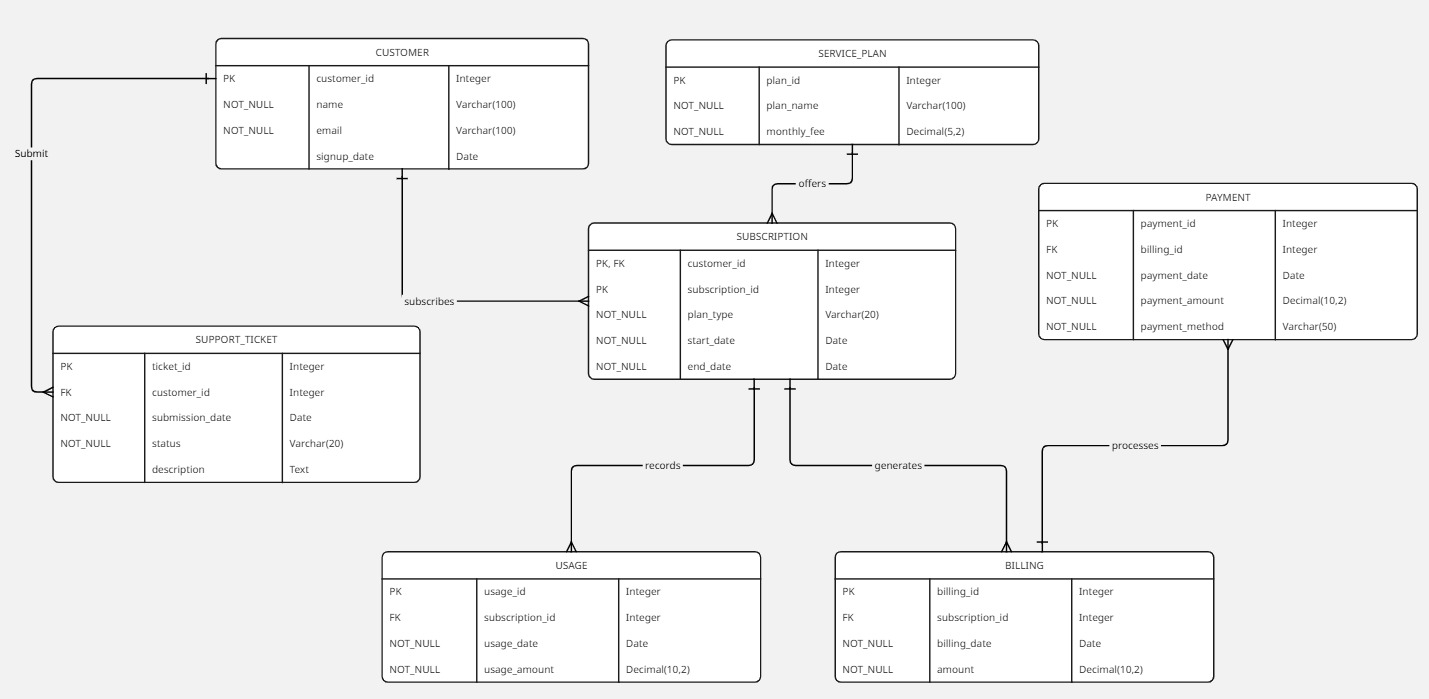 CUSTOMER
PK customer_id Integer
NOT_NULL name Varchar(100)
NOT_NULL email Varchar(100)
signup_date Date
SERVICE_PLAN
PK plan_id Integer
NOT_NULL plan_name Varchar(100)
NOT_NULL monthly_fee Decimal(5,2)
Submit
offers
PAYMENT
PK payment_id Integer
FK billing_id Integer
NOT_NULL payment_date Date
NOT_NULL payment_amount Decimal(10,2)
NOT_NULL payment_method Varchar(50)
SUBSCRIPTION
PK, FK customer_id Integer
PK subscription_id Integer
NOT_NULL plan_type Varchar(20)
NOT_NULL start_date Date
NOT_NULL end_date Date
subscribes
SUPPORT_TICKET
PK ticket_id Integer
FK customer_id Integer
NOT_NULL submission_date Date
NOT_NULL status Varchar(20)
description Text
records
generates
processes
USAGE
PK usage_id Integer
FK subscription_id Integer
NOT_NULL usage_date Date
NOT_NULL usage_amount Decimal(10,2)
BILLING
PK billing_id Integer
FK subscription_id Integer
NOT_NULL billing_date Date
NOT_NULL amount Decimal(10,2)